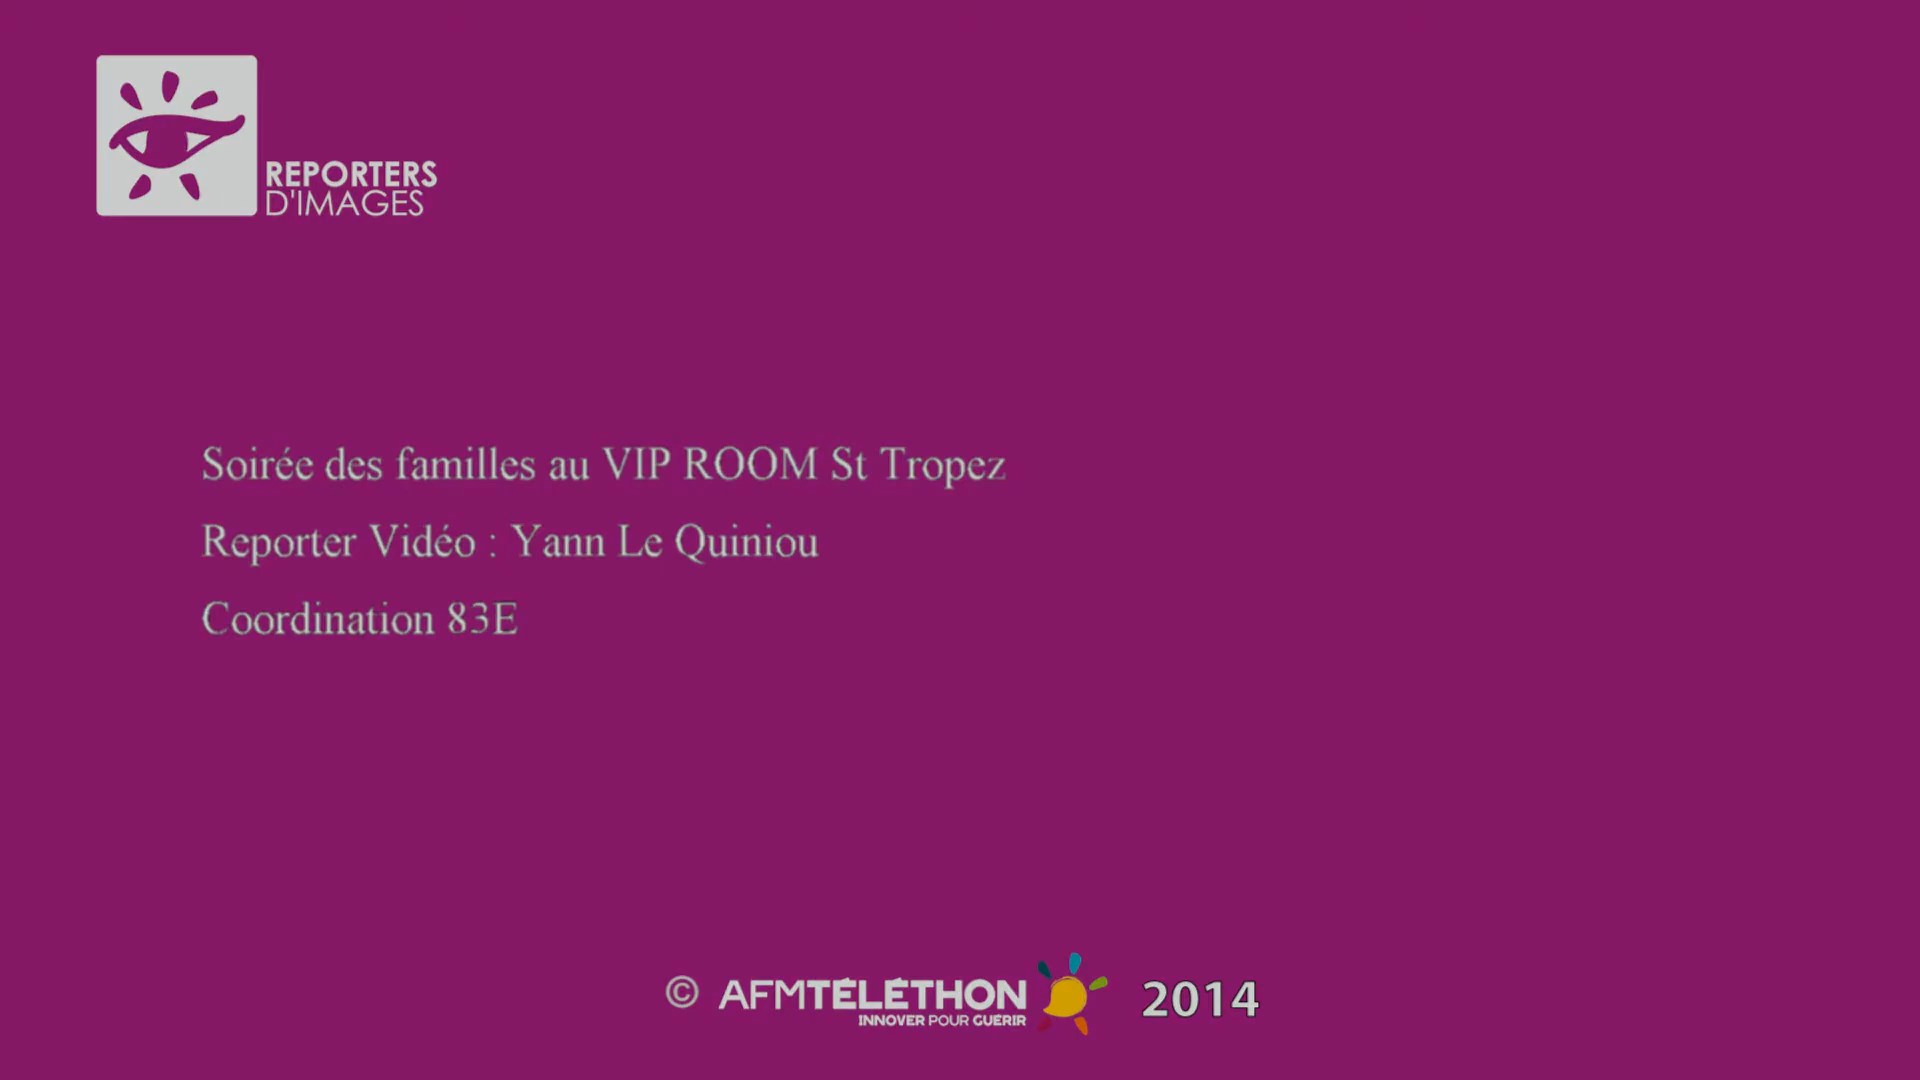 REPORTERS
D'IMAGES
Soirée des familles au VIP ROOM St Tropez
Reporter Vidéo : Yann Le Quiniou
Coordination 83E
© AFMTÉLÉTHON 2014
INNOVER POUR GUÉRIR